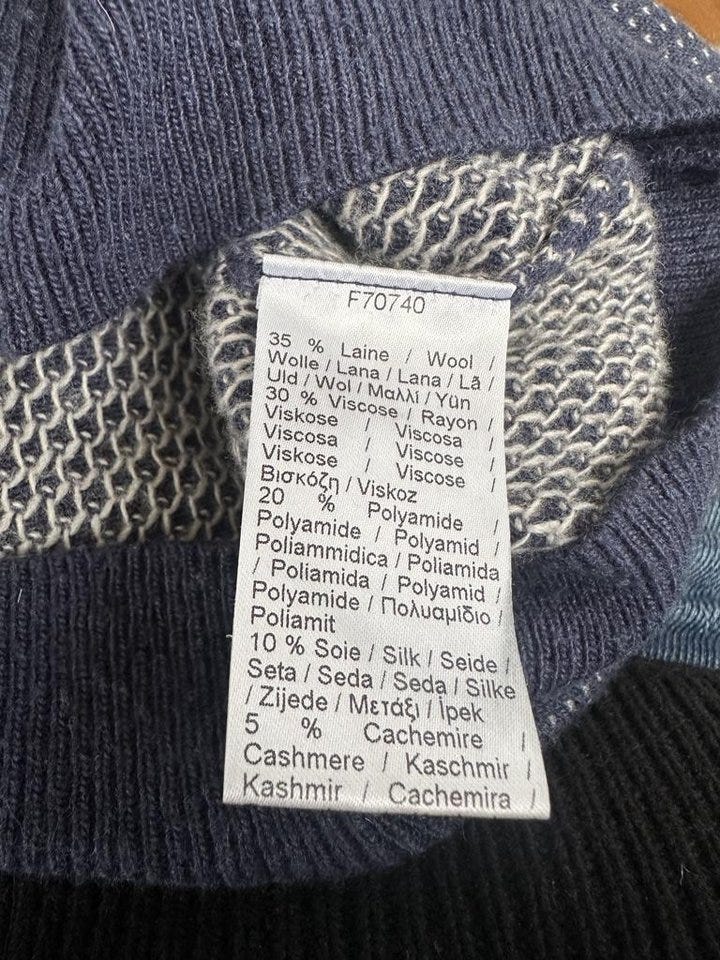 F70740
35 % Laine / Wool /
Wolle / Lana / Lana / Lã /
Uld / Wol / Μαλλί / Yün
30 % Viscose / Rayon /
Viskose / Viscosa /
Viscosa / Viscose /
Viskose / Viscose /
Βισκόζη / Viskoz
20 % Polyamide /
Polyamide / Polyamid /
Poliammidica / Poliamida
/ Poliamida / Polyamid /
Polyamide / Πολυαμίδιο /
Poliamit
10 % Soie / Silk / Seide /
Seta / Seda / Seda / Silke
/ Zijede / Μετάξι / İpek
5 % Cachemire /
Cashmere / Kaschmir /
Kashmir / Cachemira /